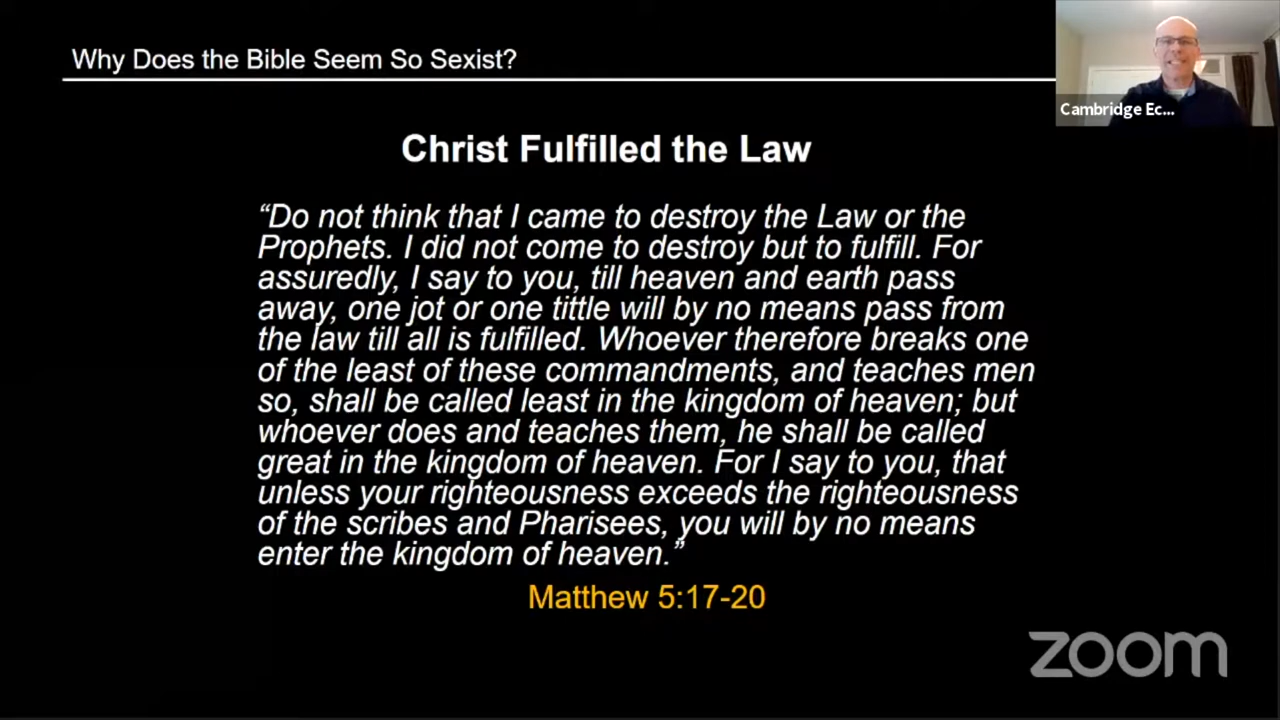 Why Does the Bible Seem So Sexist?
Cambridge Ec...
Christ Fulfilled the Law
“Do not think that I came to destroy the Law or the
Prophets. I did not come to destroy but to fulfill. For
assuredly, I say to you, till heaven and earth pass
away, one jot or one tittle will by no means pass from
the law till all is fulfilled. Whoever therefore breaks one
of the least of these commandments, and teaches men
so, shall be called least in the kingdom of heaven; but
whoever does and teaches them, he shall be called
great in the kingdom of heaven. For I say to you, that
unless your righteousness exceeds the righteousness
of the scribes and Pharisees, you will by no means
enter the kingdom of heaven.”
Matthew 5:17-20
zoom